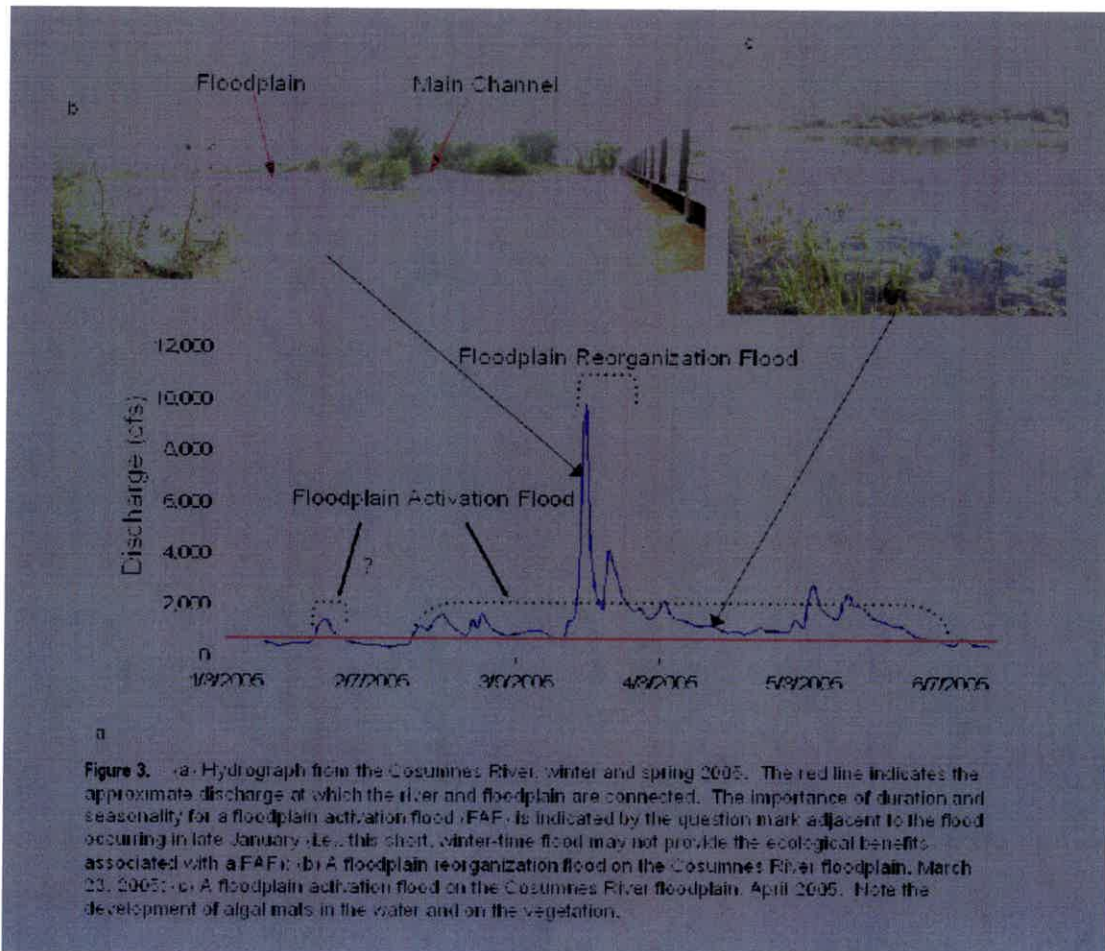 c
Floodplain
Main Channel
b
12,000
Floodplain Reorganization Flood
10,000
8,000
Floodplain Activation Flood
6,000
Discharge (cfs)
4,000
?
2,000
0
1/8/2005 2/7/2005 3/9/2005 4/8/2005 5/8/2005 6/7/2005
a
Figure 3. (a) Hydrograph from the Cosumnes River, winter and spring 2005. The red line indicates the
approximate discharge at which the river and floodplain are connected. The importance of duration and
seasonality for a floodplain activation flood (FAF) is indicated by the question mark adjacent to the flood
occurring in late January (i.e., this short, winter-time flood may not provide the ecological benefits
associated with a FAF); (b) A floodplain reorganization flood on the Cosumnes River floodplain, March
23, 2005; (c) A floodplain activation flood on the Cosumnes River floodplain, April 2005. Note the
development of algal mats in the water and on the vegetation.